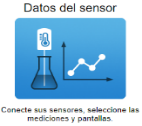 Datos del sensor
Conecte sus sensores, seleccione las
mediciones y pantallas.